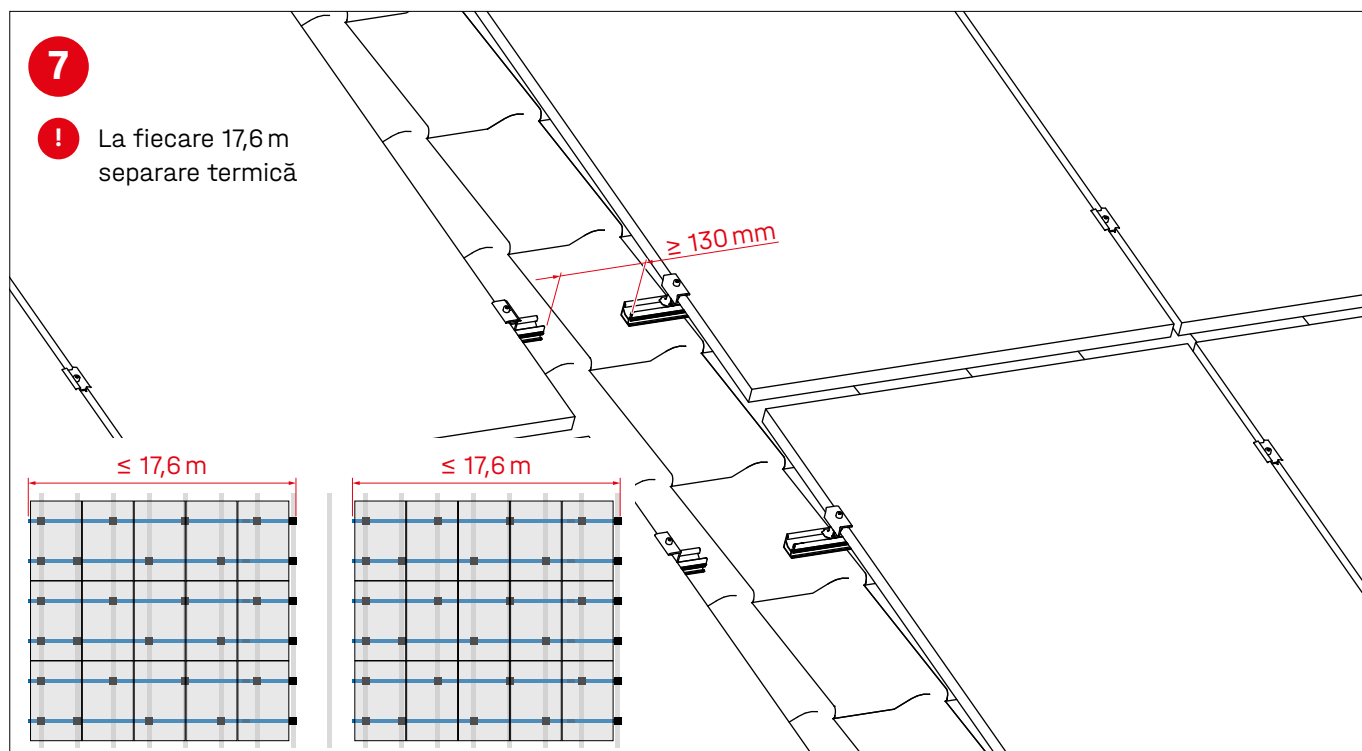 7
!
La fiecare 17,6 m
separare termică
≥ 130 mm
≤ 17,6 m
≤ 17,6 m